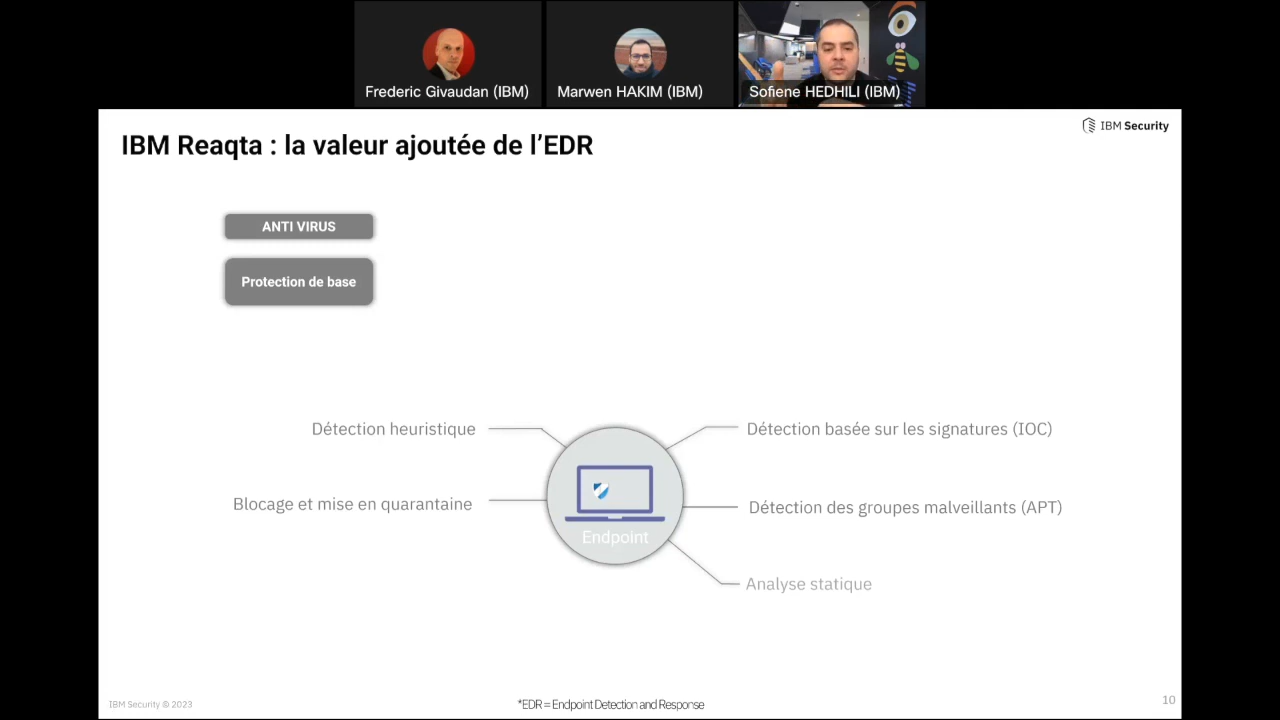 Frederic Givaudan (IBM)
Marwen HAKIM (IBM)
Sofiene HEDHILI (IBM)
IBM Security
IBM Reaqta : la valeur ajoutée de l’EDR
ANTI VIRUS
Protection de base
Détection heuristique
Détection basée sur les signatures (IOC)
Blocage et mise en quarantaine
Détection des groupes malveillants (APT)
Endpoint
Analyse statique
IBM Security © 2023
*EDR = Endpoint Detection and Response
10